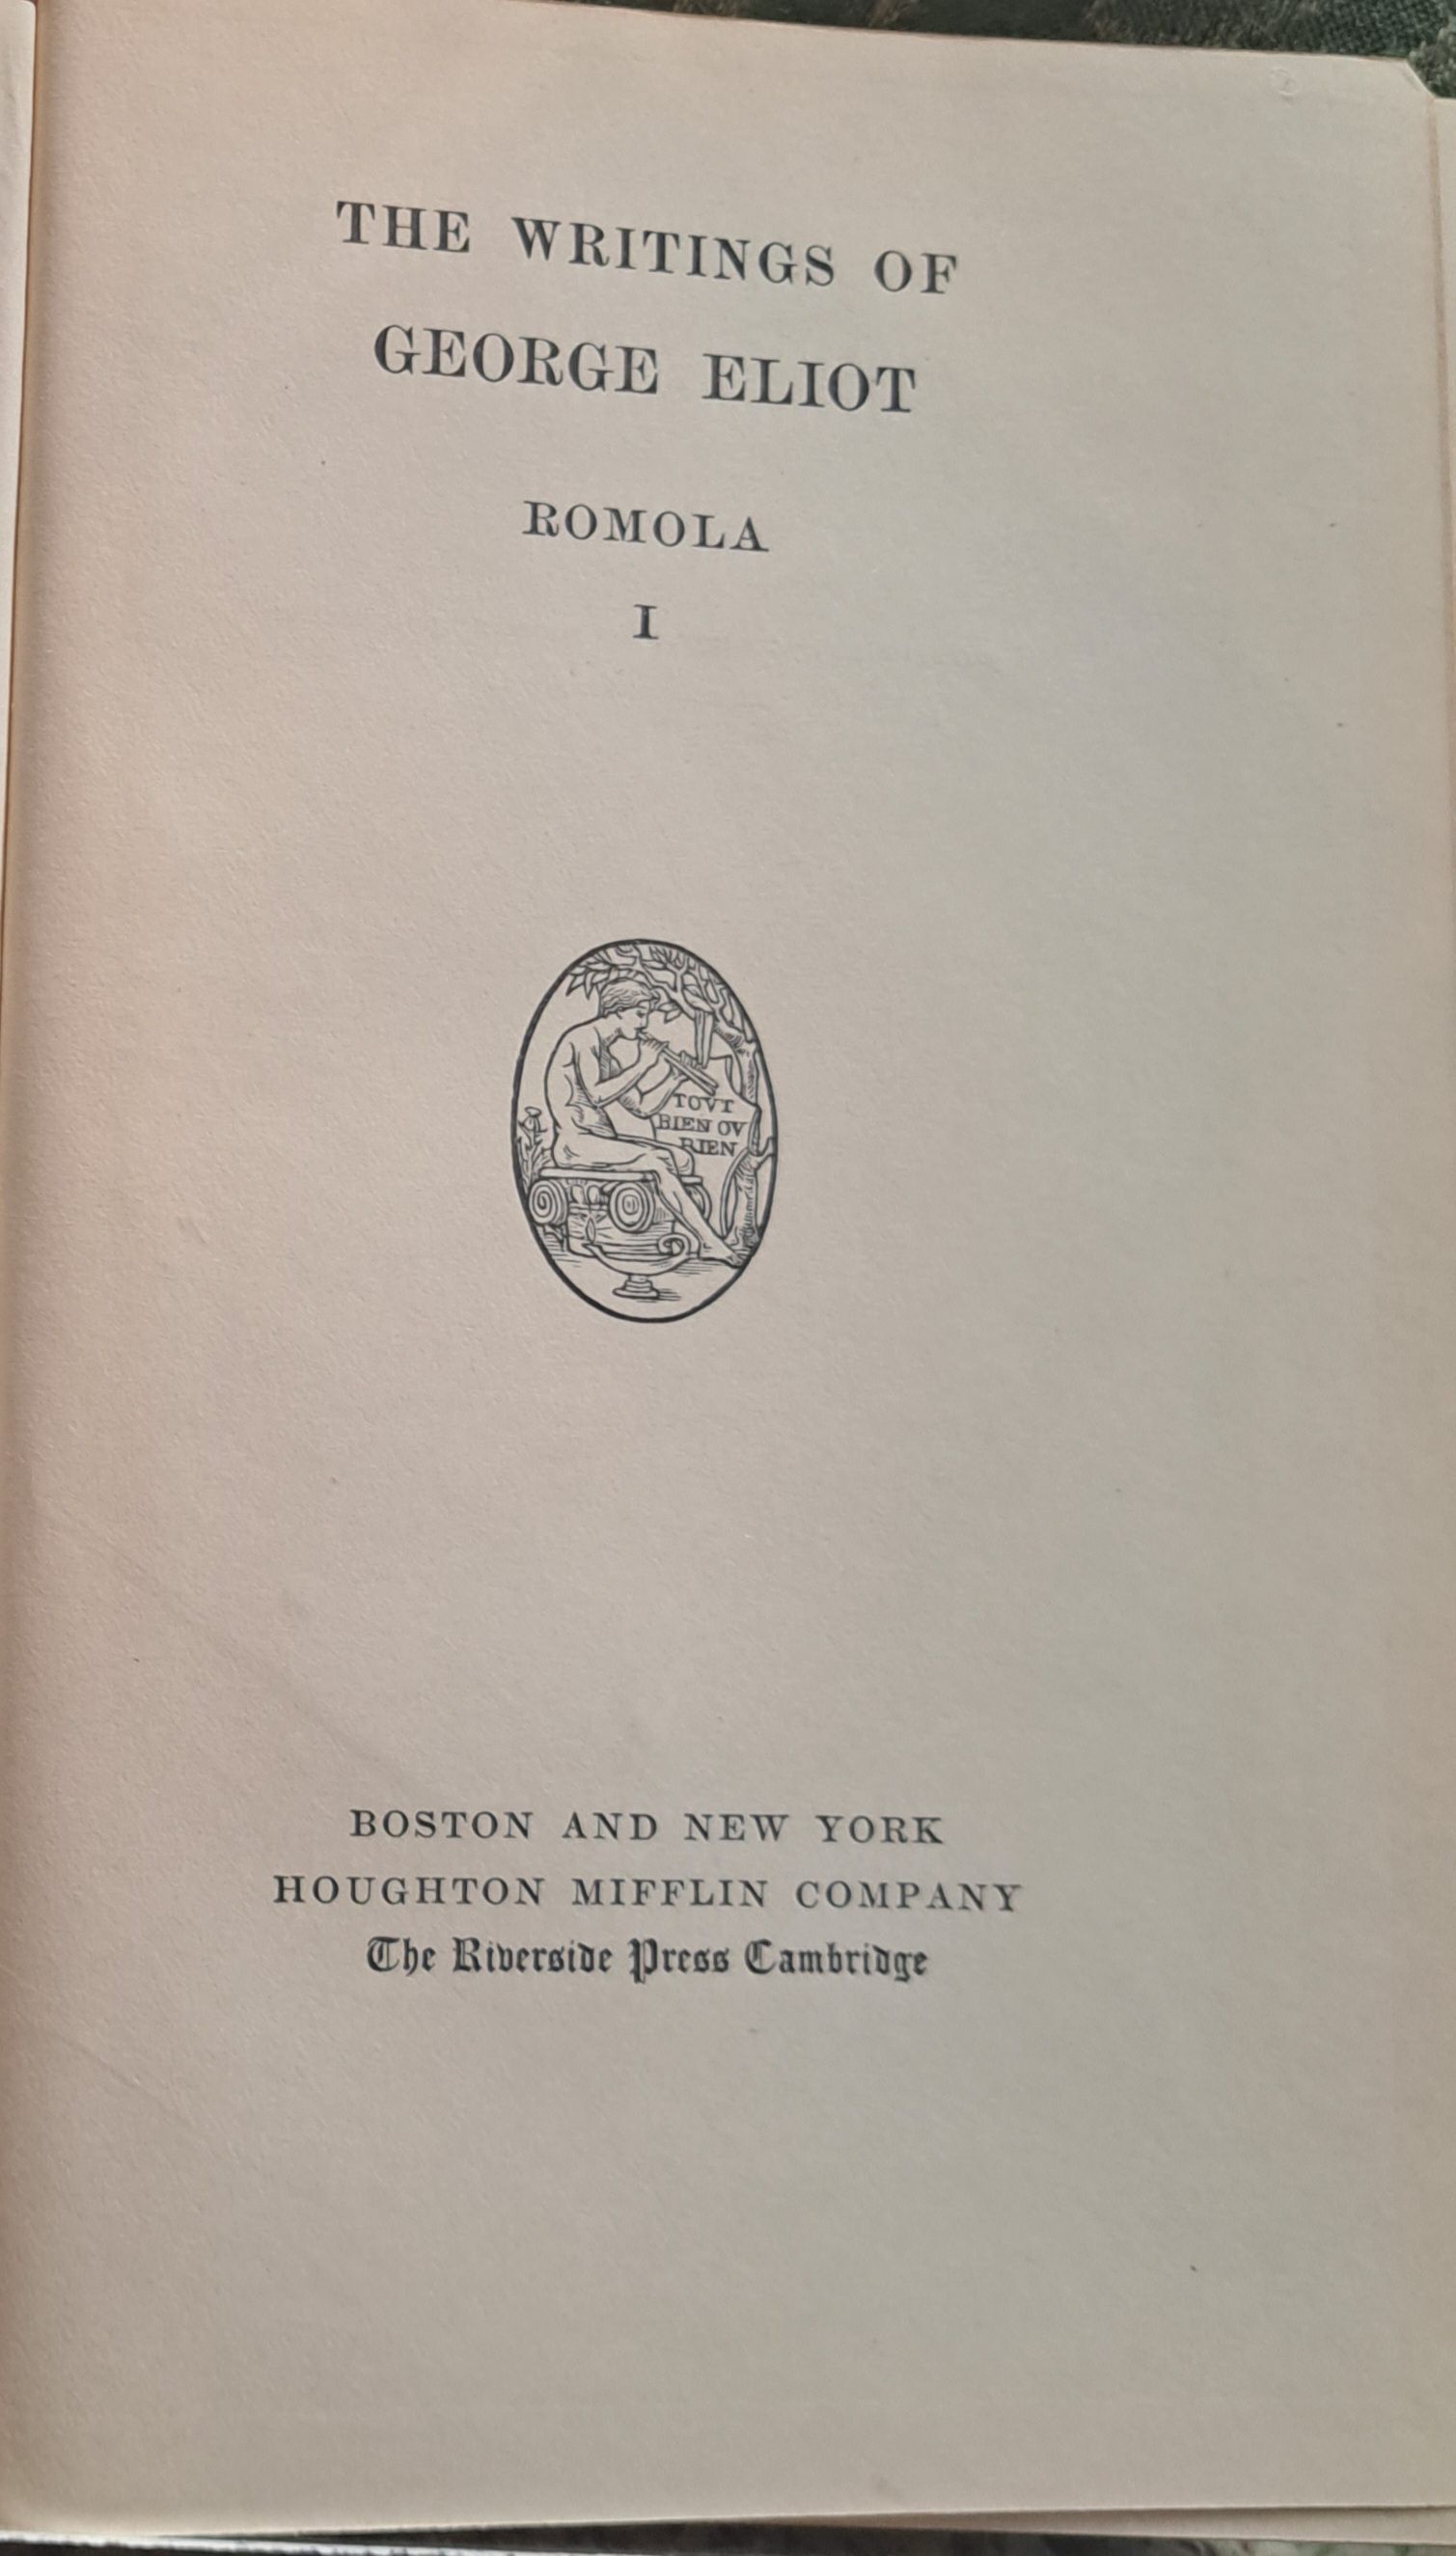 THE WRITINGS OF
GEORGE ELIOT
ROMOLA
I
TOVT
BIEN OV
RIEN
BOSTON AND NEW YORK
HOUGHTON MIFFLIN COMPANY
The Riverside Press Cambridge